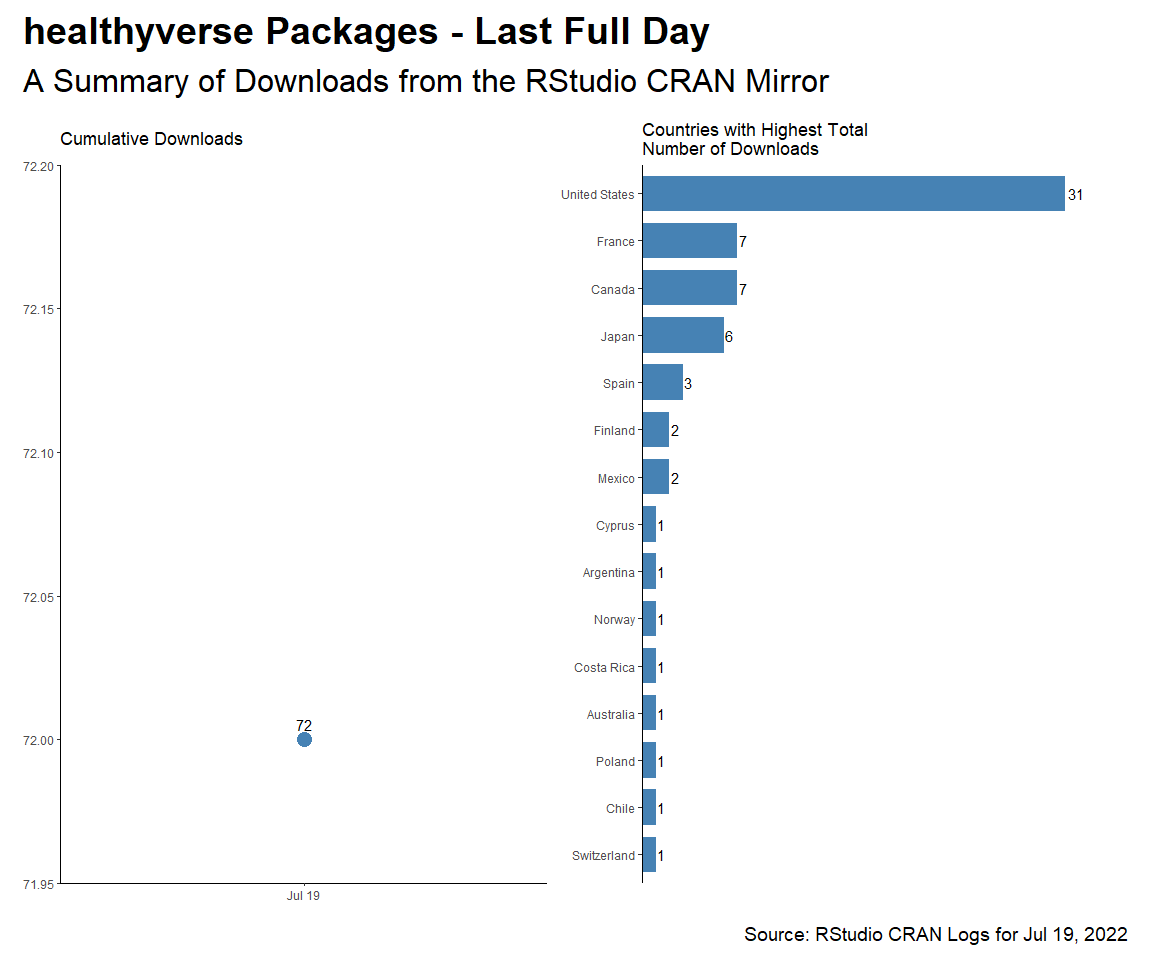 healthyverse Packages - Last Full Day
A Summary of Downloads from the RStudio CRAN Mirror
Cumulative Downloads
72.20
72.15
72.10
72.05
72.00
71.95
72
Jul 19
Countries with Highest Total
Number of Downloads
United States 31
France 7
Canada 7
Japan 6
Spain 3
Finland 2
Mexico 2
Cyprus 1
Argentina 1
Norway 1
Costa Rica 1
Australia 1
Poland 1
Chile 1
Switzerland 1
Source: RStudio CRAN Logs for Jul 19, 2022